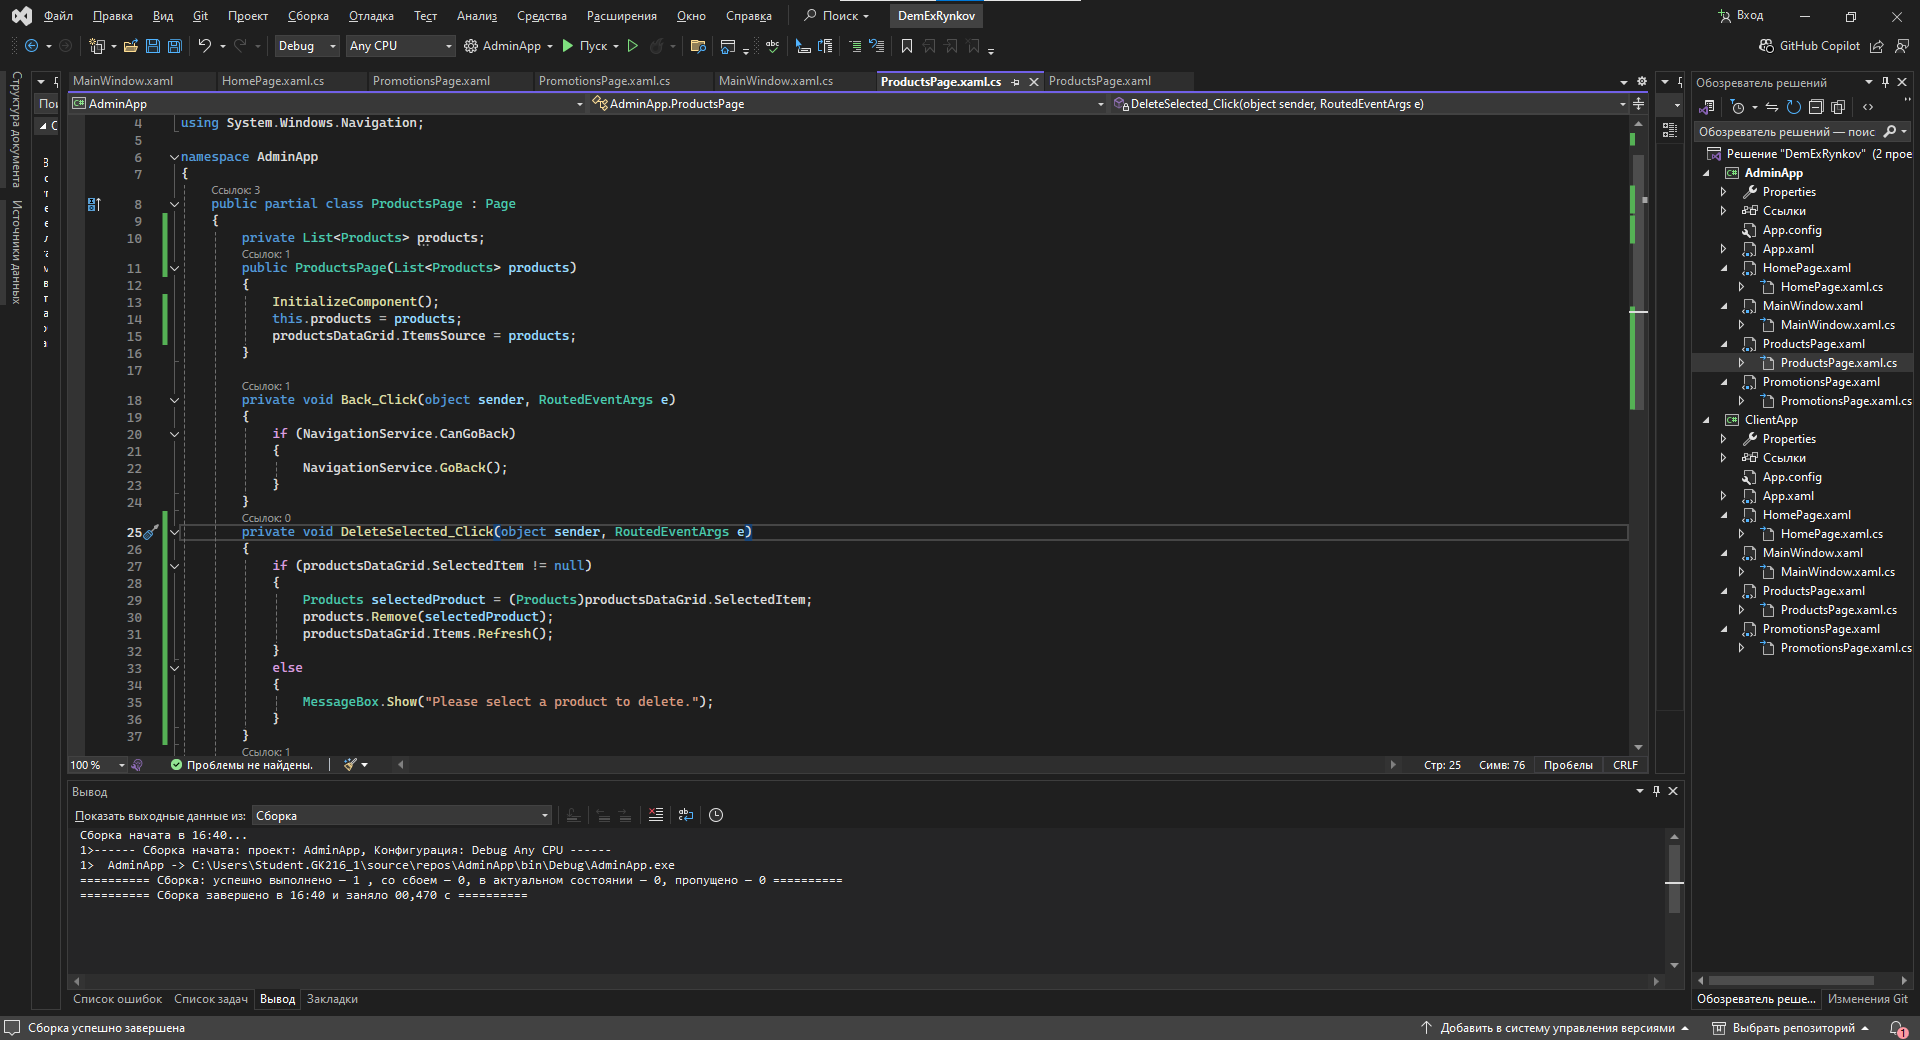 Файл Правка Вид Git Проект Сборка Отладка Тест Анализ Средства Расширения Окно Справка Поиск DemExRynkov Вход
Debug Any CPU AdminApp Пуск GitHub Copilot
MainWindow.xaml HomePage.xaml.cs PromotionsPage.xaml PromotionsPage.xaml.cs MainWindow.xaml.cs ProductsPage.xaml.cs ProductsPage.xaml
AdminApp AdminApp.ProductsPage DeleteSelected_Click(object sender, RoutedEventArgs e)
Структура документа
Источники данных
4 using System.Windows.Navigation;
5
6 namespace AdminApp
7 {
Ссылок: 3
8 public partial class ProductsPage : Page
9 {
10 private List<Products> products;
Ссылок: 1
11 public ProductsPage(List<Products> products)
12 {
13 InitializeComponent();
14 this.products = products;
15 productsDataGrid.ItemsSource = products;
16 }
17
Ссылок: 1
18 private void Back_Click(object sender, RoutedEventArgs e)
19 {
20 if (NavigationService.CanGoBack)
21 {
22 NavigationService.GoBack();
23 }
24 }
Ссылок: 0
25 private void DeleteSelected_Click(object sender, RoutedEventArgs e)
26 {
27 if (productsDataGrid.SelectedItem != null)
28 {
29 Products selectedProduct = (Products)productsDataGrid.SelectedItem;
30 products.Remove(selectedProduct);
31 productsDataGrid.Items.Refresh();
32 }
33 else
34 {
35 MessageBox.Show("Please select a product to delete.");
36 }
37 }
Ссылок: 1
100 % Проблемы не найдены. Стр: 25 Симв: 76 Пробелы CRLF
Вывод
Показать выходные данные из: Сборка
Сборка начата в 16:40...
1>------ Сборка начата: проект: AdminApp, Конфигурация: Debug Any CPU ------
1> AdminApp -> C:\Users\Student.GK216_1\source\repos\AdminApp\bin\Debug\AdminApp.exe
========== Сборка: успешно выполнено — 1 , со сбоем — 0, в актуальном состоянии — 0, пропущено — 0 ==========
========== Сборка завершено в 16:40 и заняло 00,470 с ==========
Список ошибок Список задач Вывод Закладки
Обозреватель решений
Обозреватель решений — поис
Решение "DemExRynkov" (2 прое
AdminApp
Properties
Ссылки
App.config
App.xaml
HomePage.xaml
HomePage.xaml.cs
MainWindow.xaml
MainWindow.xaml.cs
ProductsPage.xaml
ProductsPage.xaml.cs
PromotionsPage.xaml
PromotionsPage.xaml.cs
ClientApp
Properties
Ссылки
App.config
App.xaml
HomePage.xaml
HomePage.xaml.cs
MainWindow.xaml
MainWindow.xaml.cs
ProductsPage.xaml
ProductsPage.xaml.cs
PromotionsPage.xaml
PromotionsPage.xaml.cs
Обозреватель реше... Изменения Git
Сборка успешно завершена Добавить в систему управления версиями Выбрать репозиторий 1